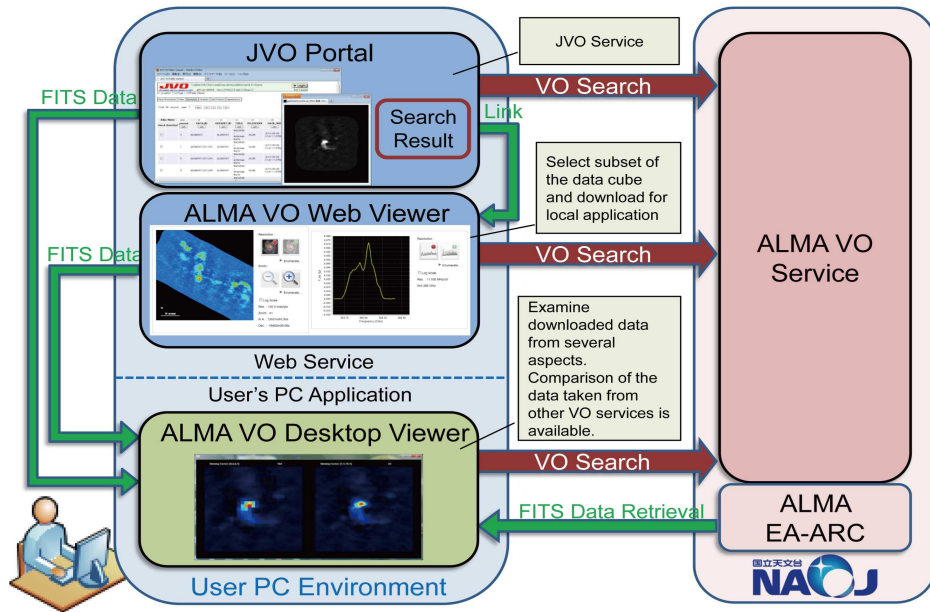 JVO Portal
JVO
Search
Result
FITS Data
Link
VO Search
JVO Service
ALMA VO Web Viewer
FITS Data
VO Search
Select subset of
the data cube
and download for
local application
Web Service
User's PC Application
Examine
downloaded data
from several
aspects.
Comparison of the
data taken from
other VO services is
available.
ALMA VO Desktop Viewer
VO Search
FITS Data Retrieval
User PC Environment
ALMA VO
Service
ALMA
EA-ARC
国立天文台
NAOJ